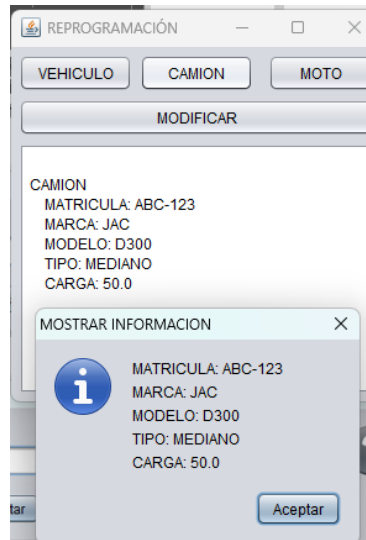 REPROGRAMACIÓN
VEHICULO CAMION MOTO
MODIFICAR
CAMION
MATRICULA: ABC-123
MARCA: JAC
MODELO: D300
TIPO: MEDIANO
CARGA: 50.0
MOSTRAR INFORMACION
MATRICULA: ABC-123
MARCA: JAC
MODELO: D300
TIPO: MEDIANO
CARGA: 50.0
tar Aceptar